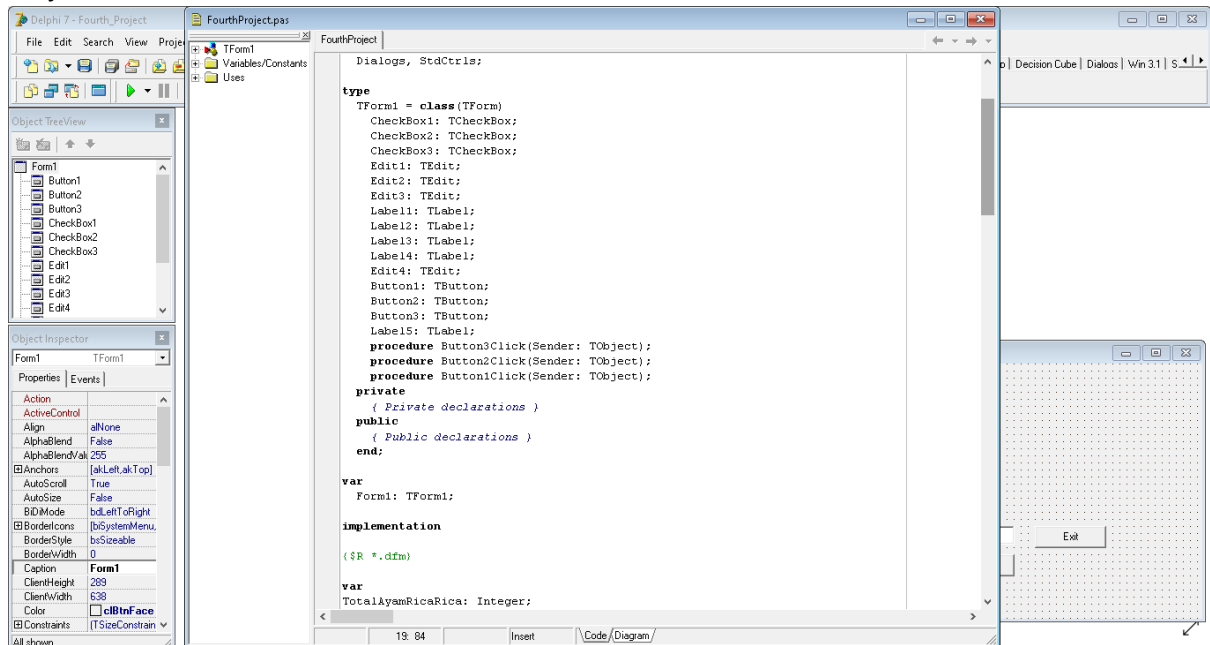 Delphi 7 - Fourth_Project
File Edit Search View
Object TreeView
Form1
Button1
Button2
Button3
CheckBox1
CheckBox2
CheckBox3
Edit1
Edit2
Edit3
Edit4
Object Inspector
Form1 TForm1
Properties Events
Action
ActiveControl
Align alNone
AlphaBlend False
AlphaBlendVal 255
Anchors [akLeft,akTop]
AutoScroll True
AutoSize False
BiDiMode bdLeftToRight
BorderIcons [biSystemMenu,
BorderStyle bsSizeable
BorderWidth 0
Caption Form1
ClientHeight 289
ClientWidth 638
Color clBtnFace
Constraints (TSizeConstrain
All shown
FourthProject.pas
TForm1
Variables/Constants
Uses
FourthProject
Dialogs, StdCtrls;
type
TForm1 = class(TForm)
CheckBox1: TCheckBox;
CheckBox2: TCheckBox;
CheckBox3: TCheckBox;
Edit1: TEdit;
Edit2: TEdit;
Edit3: TEdit;
Label1: TLabel;
Label2: TLabel;
Label3: TLabel;
Label4: TLabel;
Edit4: TEdit;
Button1: TButton;
Button2: TButton;
Button3: TButton;
Label5: TLabel;
procedure Button3Click(Sender: TObject);
procedure Button2Click(Sender: TObject);
procedure Button1Click(Sender: TObject);
private
{ Private declarations }
public
{ Public declarations }
end;
var
Form1: TForm1;
implementation
{$R *.dfm}
var
TotalAyamRicaRica: Integer;
19: 84 Insert Code Diagram
Decision Cube Dialogs Win 3.1 S
Exit